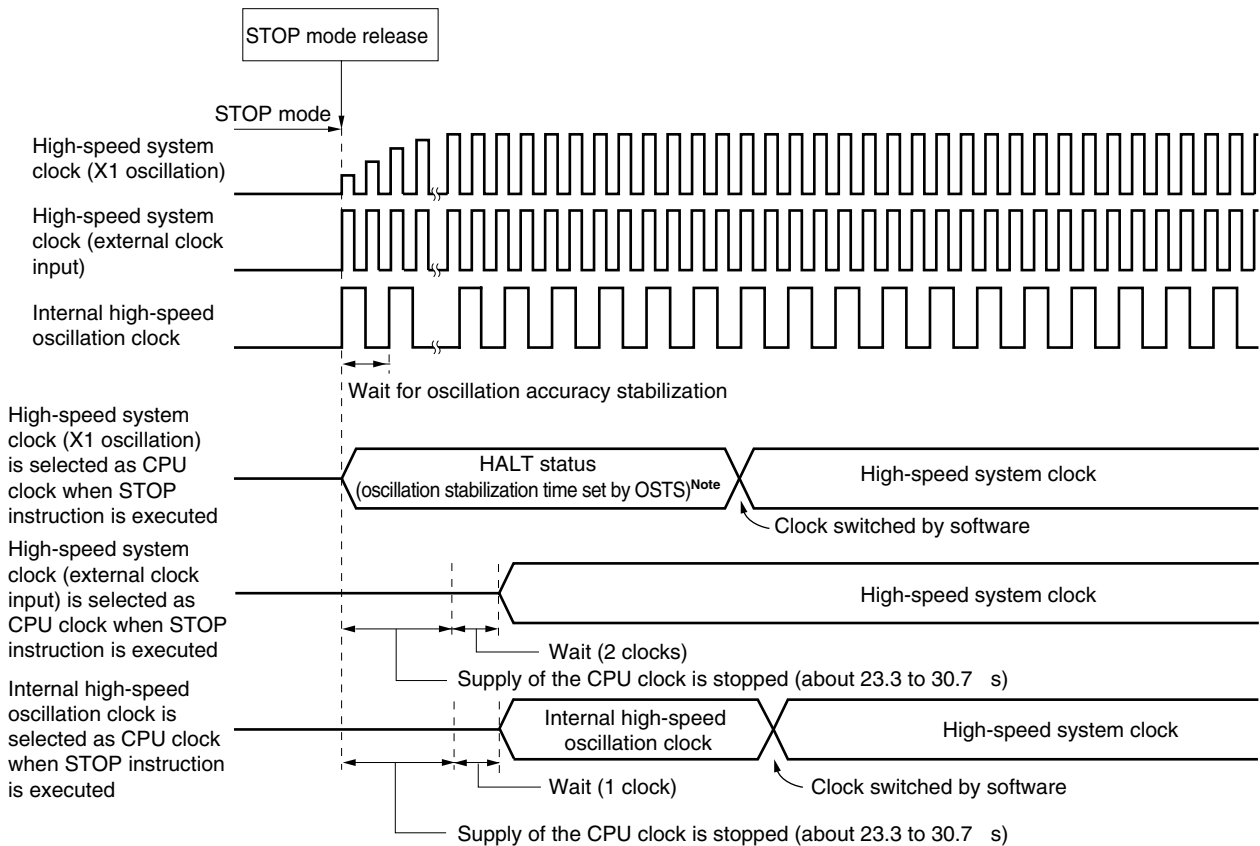 STOP mode release
STOP mode
High-speed system
clock (X1 oscillation)
High-speed system
clock (external clock
input)
Internal high-speed
oscillation clock
Wait for oscillation accuracy stabilization
High-speed system
clock (X1 oscillation)
is selected as CPU
clock when STOP
instruction is executed
HALT status
(oscillation stabilization time set by OSTS)Note
High-speed system clock
Clock switched by software
High-speed system
clock (external clock
input) is selected as
CPU clock when STOP
instruction is executed
High-speed system clock
Wait (2 clocks)
Supply of the CPU clock is stopped (about 23.3 to 30.7 s)
Internal high-speed
oscillation clock is
selected as CPU clock
when STOP instruction
is executed
Internal high-speed
oscillation clock
High-speed system clock
Wait (1 clock)
Clock switched by software
Supply of the CPU clock is stopped (about 23.3 to 30.7 s)